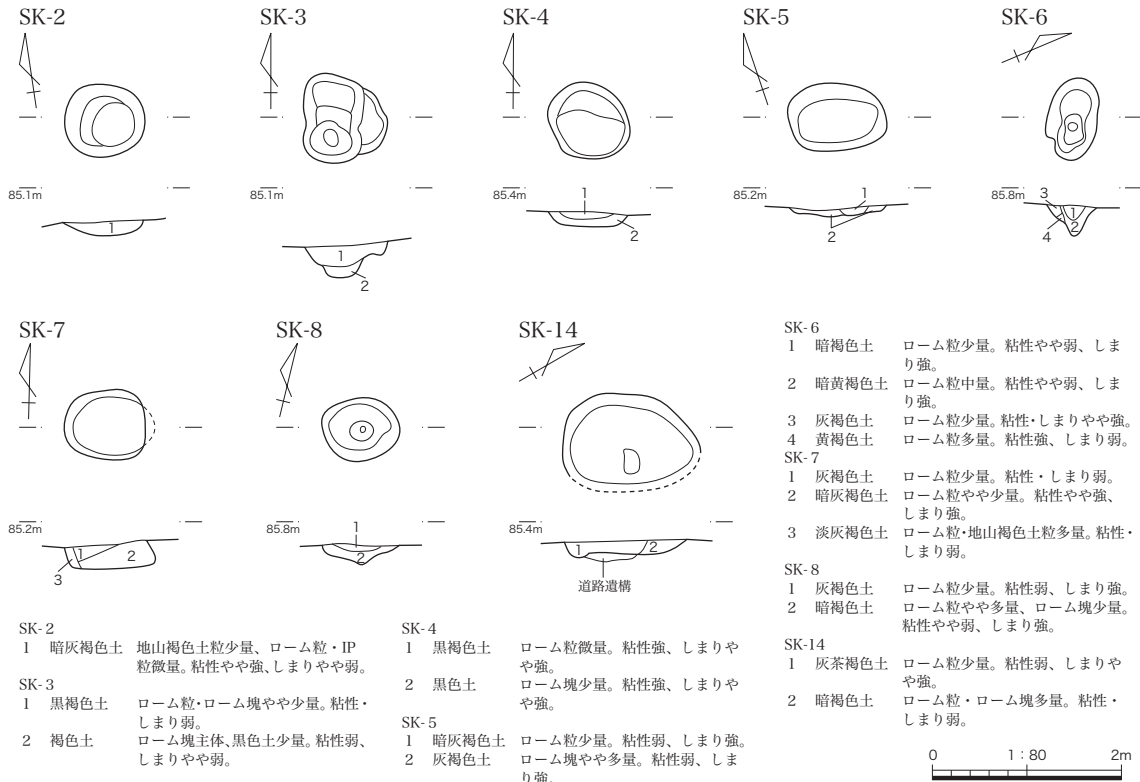 SK-2
SK-3
SK-4
SK-5
SK-6
85.1m
85.1m
85.4m
85.2m
85.8m
1
1
2
1
2
1
2
3
1
2
4
SK-7
SK-8
SK-14
85.2m
85.8m
85.4m
1
2
3
1
2
1
2
道路遺構
SK-2
1 暗灰褐色土 地山褐色土粒少量、ローム粒・IP
粒微量。粘性やや強、しまりやや弱。
SK-3
1 黒褐色土 ローム粒・ローム塊やや少量。粘性・
しまり弱。
2 褐色土 ローム塊主体、黒色土少量。粘性弱、
しまりやや弱。
SK-4
1 黒褐色土 ローム粒微量。粘性強、しまりや
や強。
2 黒色土 ローム塊少量。粘性強、しまりや
や強。
SK-5
1 暗灰褐色土 ローム粒少量。粘性弱、しまり強。
2 灰褐色土 ローム塊やや多量。粘性弱、しま
り強。
SK-6
1 暗褐色土 ローム粒少量。粘性やや弱、しま
り強。
2 暗黄褐色土 ローム粒中量。粘性やや弱、しま
り強。
3 灰褐色土 ローム粒少量。粘性・しまりやや強。
4 黄褐色土 ローム粒多量。粘性強、しまり弱。
SK-7
1 灰褐色土 ローム粒少量。粘性・しまり弱。
2 暗灰褐色土 ローム粒やや少量。粘性やや強、
しまり強。
3 淡灰褐色土 ローム粒・地山褐色土粒多量。粘性・
しまり弱。
SK-8
1 灰褐色土 ローム粒少量。粘性弱、しまり強。
2 暗褐色土 ローム粒やや多量、ローム塊少量。
粘性やや弱、しまり強。
SK-14
1 灰茶褐色土 ローム粒少量。粘性弱、しまりや
や強。
2 暗褐色土 ローム粒・ローム塊多量。粘性・
しまり弱。
0 1：80 2m